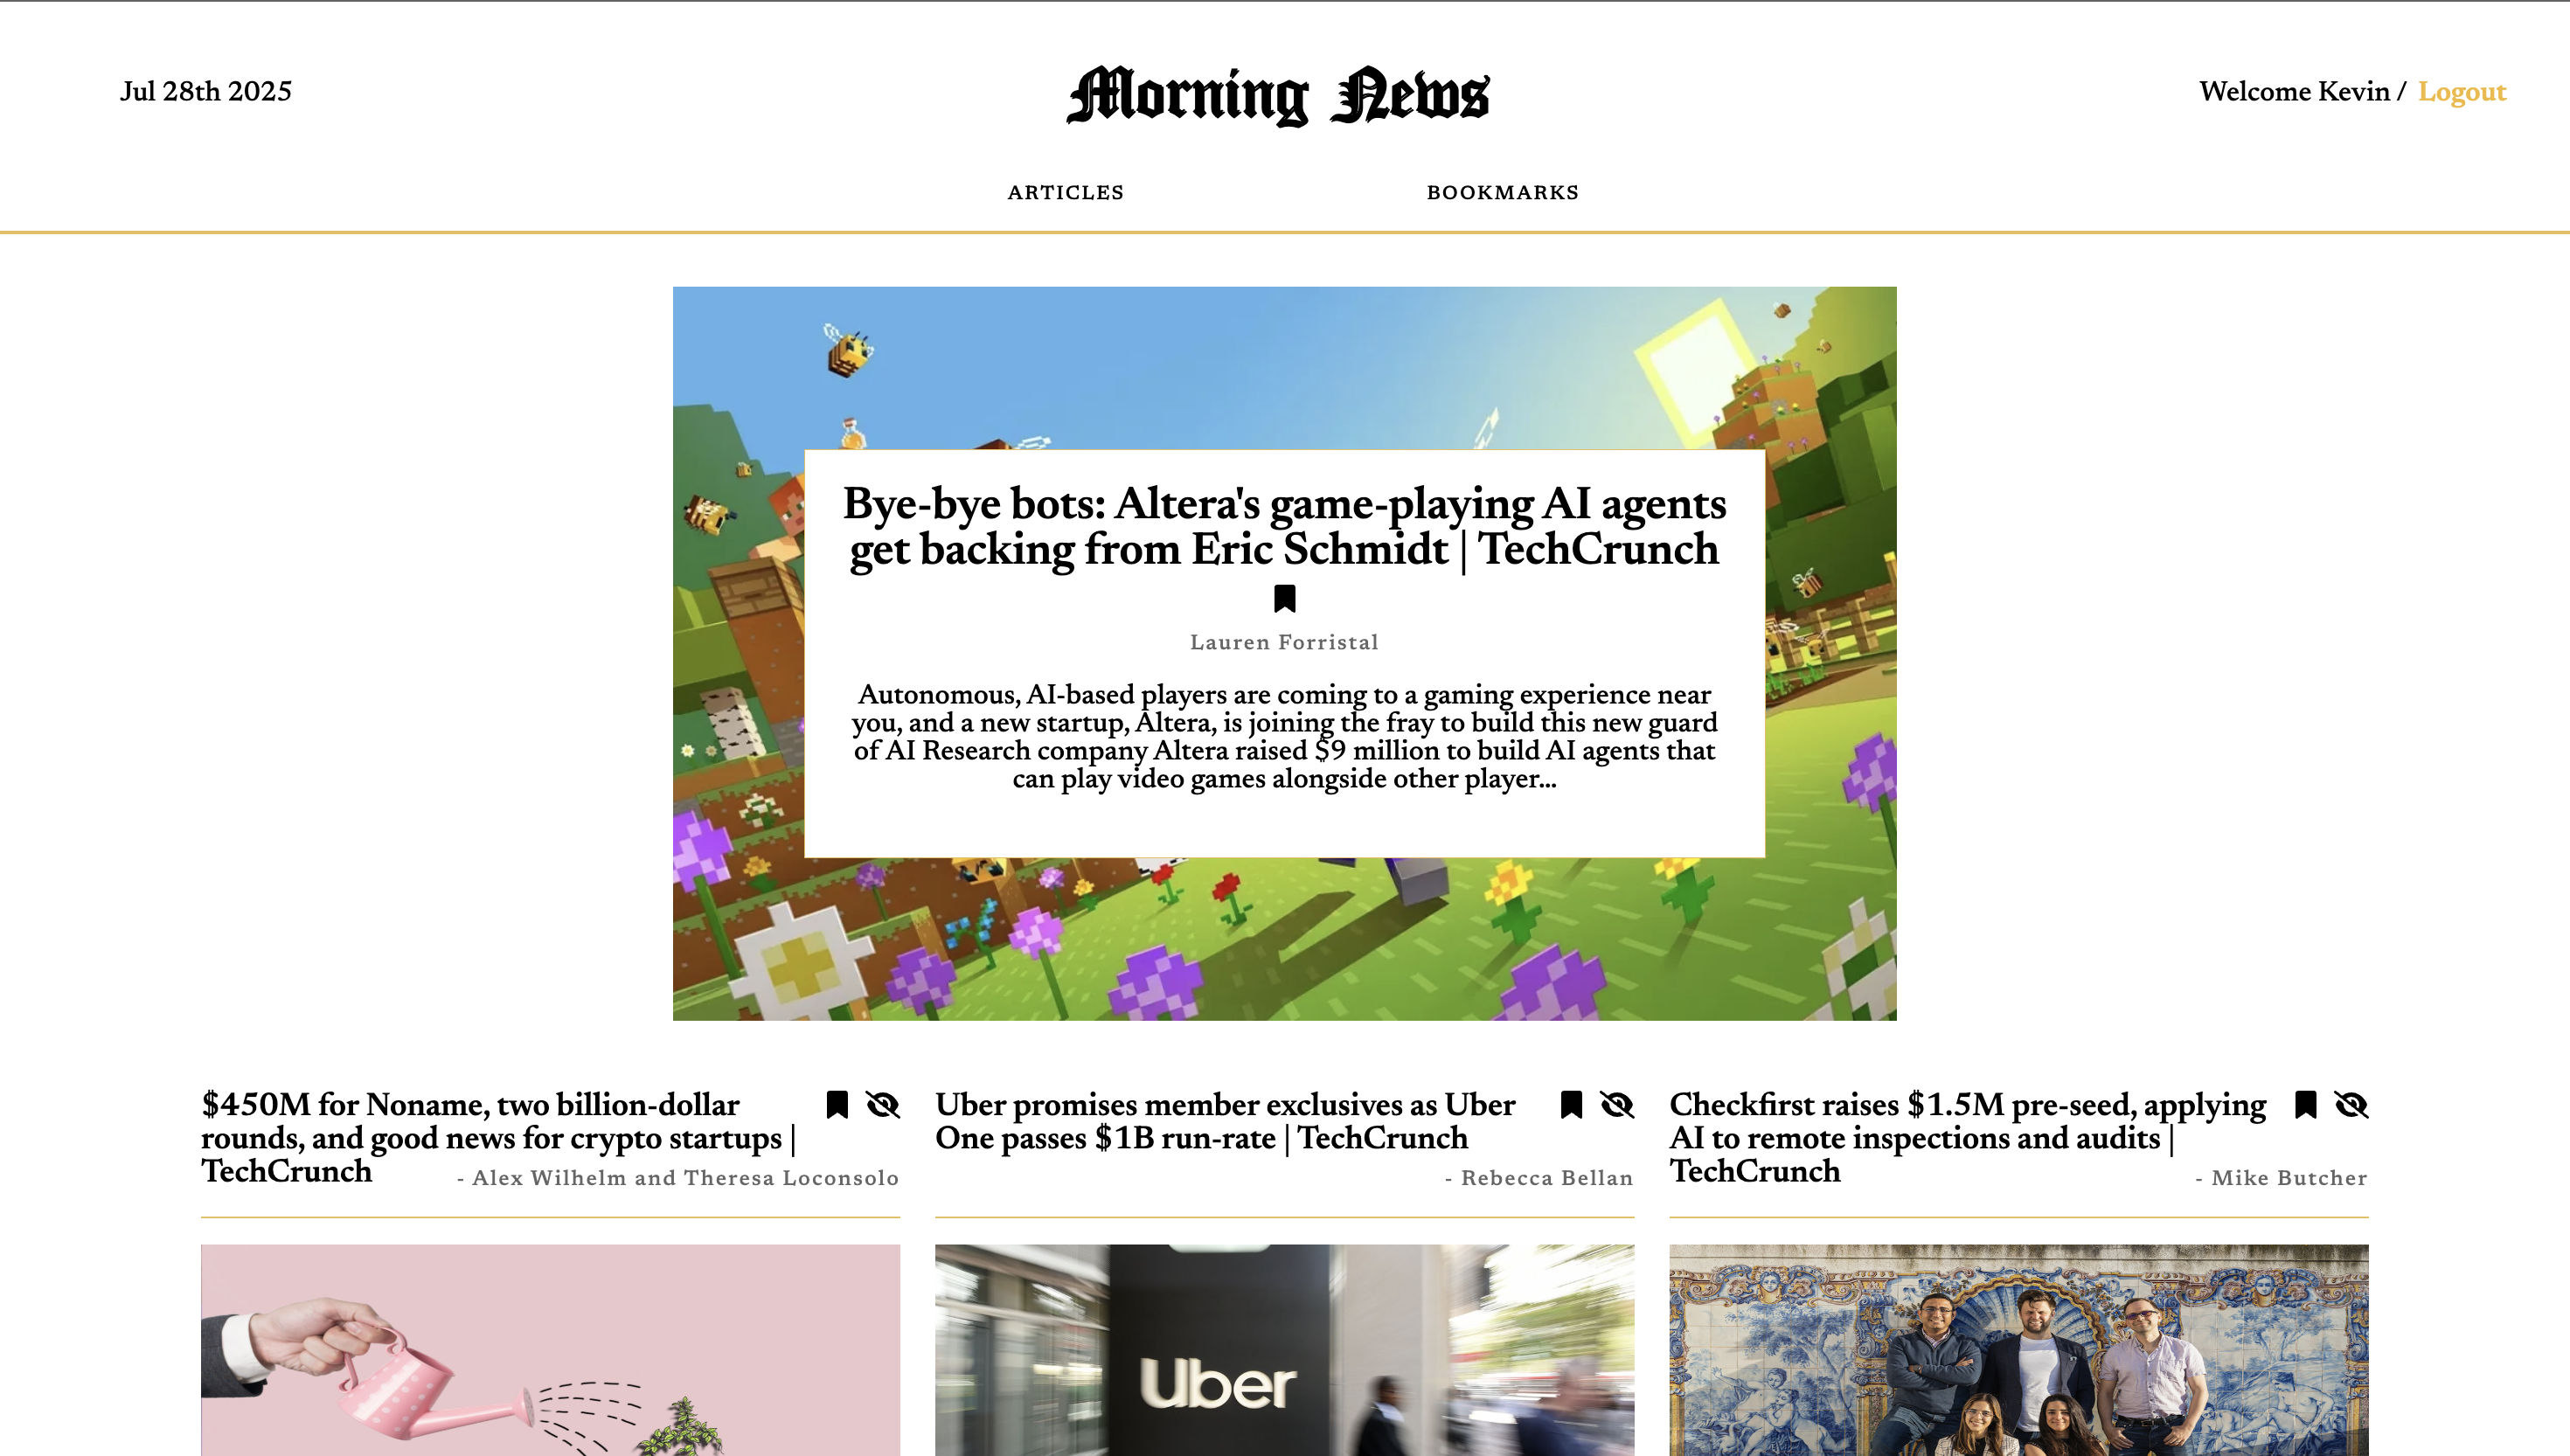 Jul 28th 2025
Morning News
Welcome Kevin / Logout
ARTICLES
BOOKMARKS
Bye-bye bots: Altera's game-playing AI agents
get backing from Eric Schmidt | TechCrunch
Lauren Forristal
Autonomous, AI-based players are coming to a gaming experience near
you, and a new startup, Altera, is joining the fray to build this new guard
of AI Research company Altera raised $9 million to build AI agents that
can play video games alongside other player...
$450M for Noname, two billion-dollar
rounds, and good news for crypto startups |
TechCrunch
- Alex Wilhelm and Theresa Loconsolo
Uber promises member exclusives as Uber
One passes $1B run-rate | TechCrunch
- Rebecca Bellan
Checkfirst raises $1.5M pre-seed, applying
AI to remote inspections and audits |
TechCrunch
- Mike Butcher
Uber